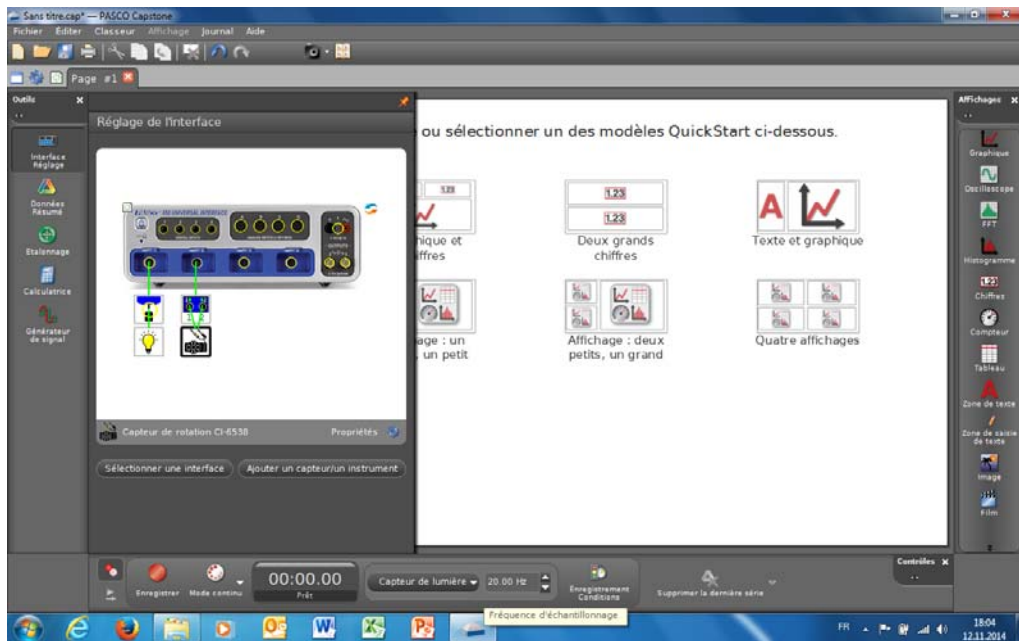 Sans titre.cap* — PASCO Capstone
Fichier Editer Classeur Affichage Journal Aide
Page #1
Outils
Affichages
Réglage de l'interface
ou sélectionner un des modèles QuickStart ci-dessous.
Interface
Réglage
Données
Résumé
Etalonnage
Calculatrice
Générateur
de signal
1.23
1.23
1.23
A
hique et
iffres
Deux grands
chiffres
Texte et graphique
age : un
, un petit
Affichage : deux
petits, un grand
Quatre affichages
Capteur de rotation CI-6538 Propriétés
Sélectionner une interface Ajouter un capteur/un instrument
Graphique
Oscilloscope
FFT
Histogramme
1.23
Chiffres
Compteur
Tableau
A
Zone de texte
Zone de saisie
de texte
Image
Film
Enregistrer Mode continu
00:00.00
Prêt
Capteur de lumière 20.00 Hz
Enregistrement
Conditions
Supprimer la dernière série
Contrôles
Fréquence d'échantillonnage
FR
18:04
12.11.2014